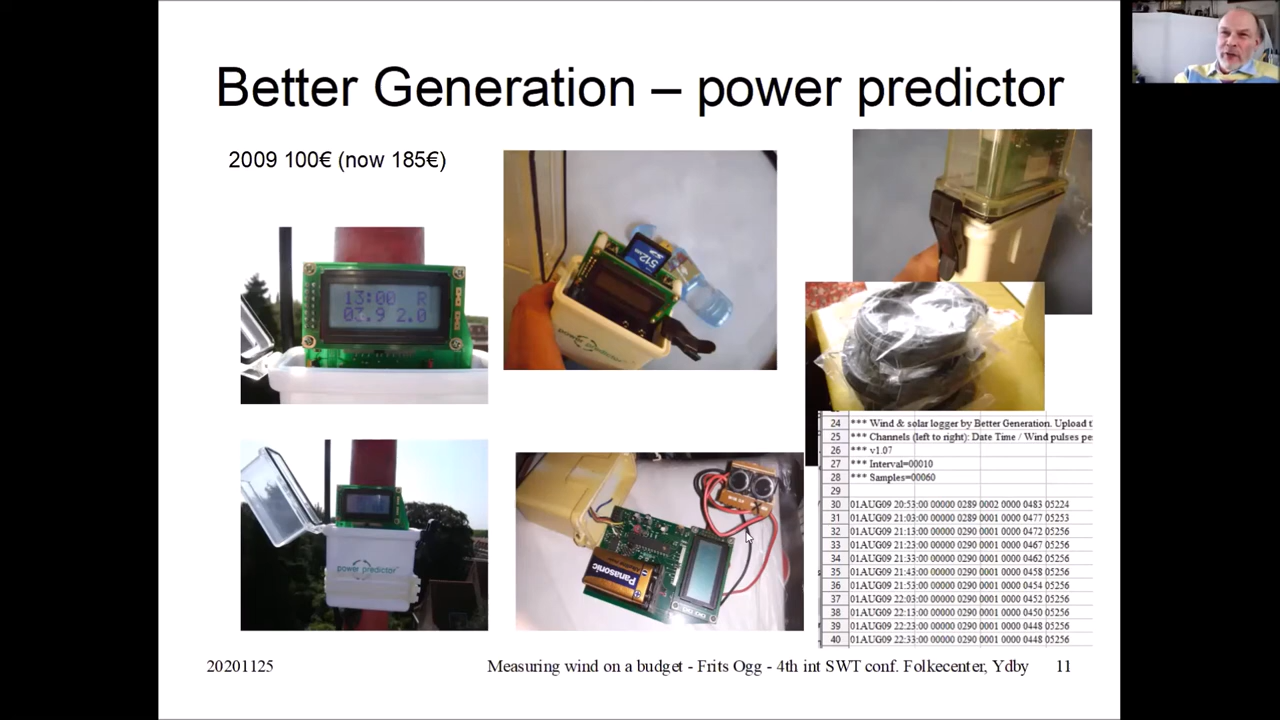 Better Generation – power predictor
2009 100€ (now 185€)
13:00 R
02.9 2.0
512
power predictor
power predictor
Panasonic
24 *** Wind & solar logger by Better Generation. Upload t
25 *** Channels (left to right): Date Time / Wind pulses pe
26 *** v1.07
27 *** Interval=00010
28 *** Samples=00060
29
30 01AUG09 20:53:00 00000 0289 0002 0000 0483 05224
31 01AUG09 21:03:00 00000 0289 0001 0000 0477 05253
32 01AUG09 21:13:00 00000 0290 0001 0000 0472 05256
33 01AUG09 21:23:00 00000 0290 0001 0000 0467 05256
34 01AUG09 21:33:00 00000 0290 0001 0000 0458 05256
35 01AUG09 21:43:00 00000 0290 0001 0000 0458 05256
36 01AUG09 21:53:00 00000 0290 0001 0000 0454 05256
37 01AUG09 22:03:00 00000 0290 0001 0000 0452 05256
38 01AUG09 22:13:00 00000 0290 0001 0000 0450 05256
39 01AUG09 22:23:00 00000 0290 0001 0000 0448 05256
40 01AUG09 22:33:00 00000 0290 0001 0000 0448 05256
20201125
Measuring wind on a budget - Frits Ogg - 4th int SWT conf. Folkecenter, Ydby
11